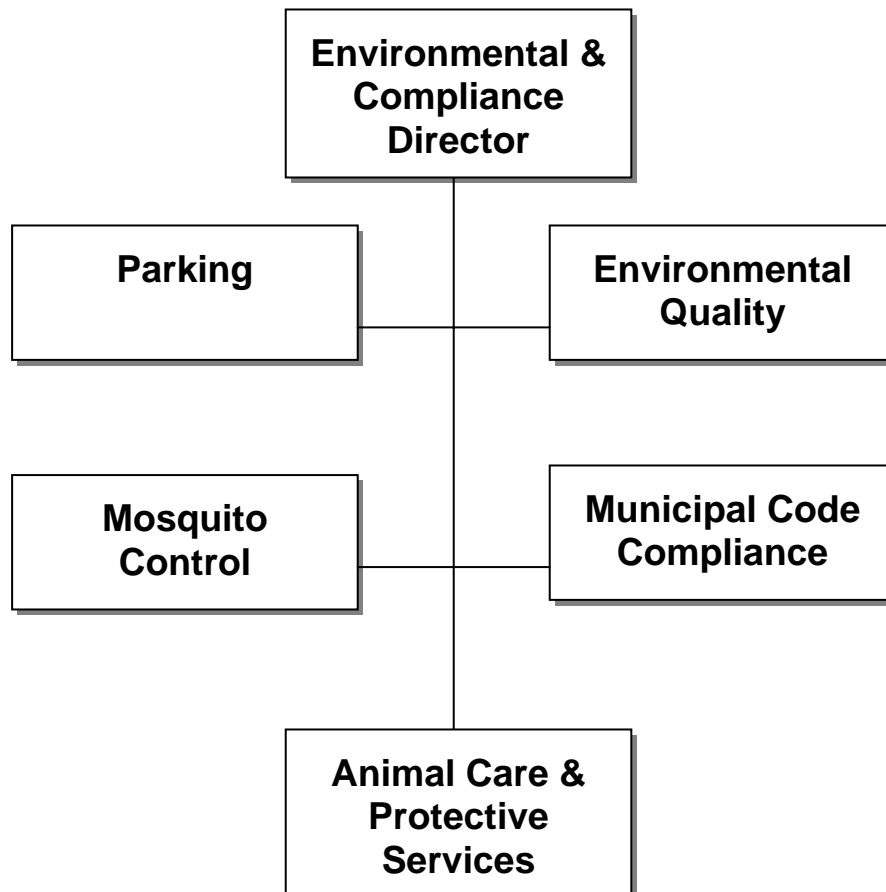 Environmental &
Compliance
Director
Parking
Environmental
Quality
Mosquito
Control
Municipal Code
Compliance
Animal Care &
Protective
Services